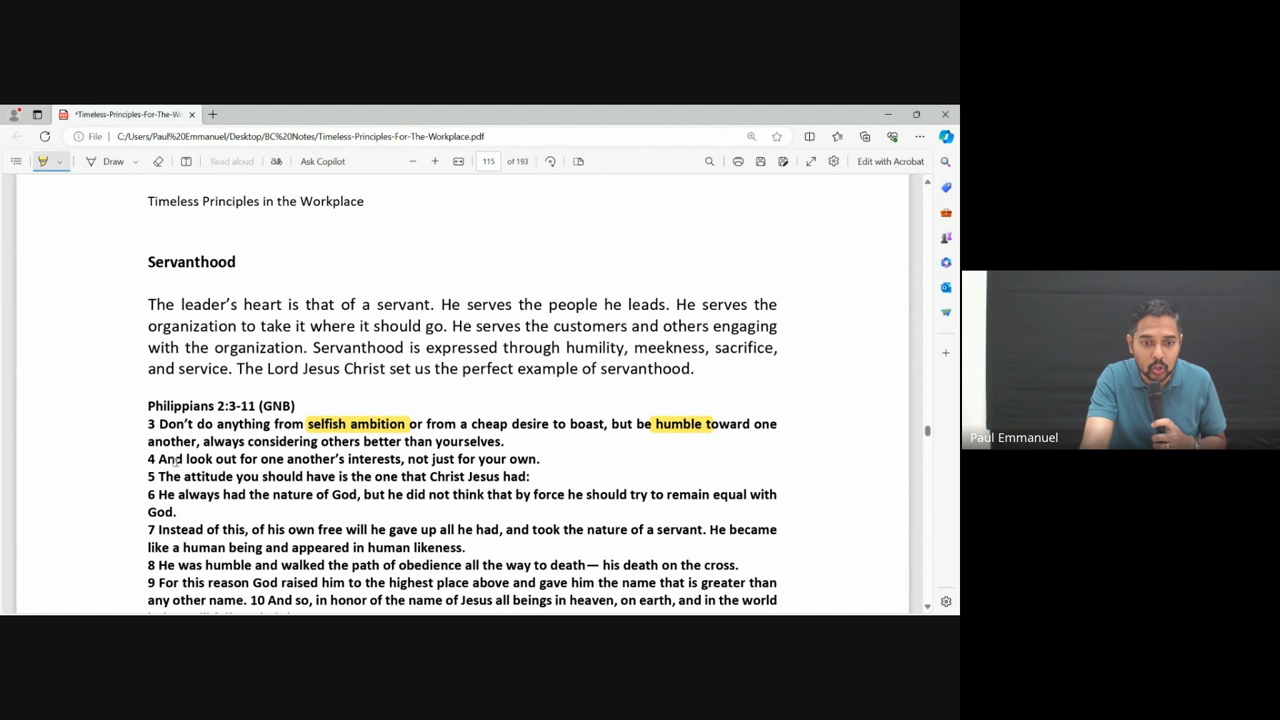 *Timeless-Principles-For-The-Wo
File
C:/Users/Paul%20Emmanuel/Desktop/BC%20Notes/Timeless-Principles-For-The-Workplace.pdf
Draw
Read aloud
Ask Copilot
115 of 193
Edit with Acrobat
Timeless Principles in the Workplace
Servanthood
The leader’s heart is that of a servant. He serves the people he leads. He serves the
organization to take it where it should go. He serves the customers and others engaging
with the organization. Servanthood is expressed through humility, meekness, sacrifice,
and service. The Lord Jesus Christ set us the perfect example of servanthood.
Philippians 2:3-11 (GNB)
3 Don’t do anything from selfish ambition or from a cheap desire to boast, but be humble toward one
another, always considering others better than yourselves.
4 And look out for one another’s interests, not just for your own.
5 The attitude you should have is the one that Christ Jesus had:
6 He always had the nature of God, but he did not think that by force he should try to remain equal with
God.
7 Instead of this, of his own free will he gave up all he had, and took the nature of a servant. He became
like a human being and appeared in human likeness.
8 He was humble and walked the path of obedience all the way to death— his death on the cross.
9 For this reason God raised him to the highest place above and gave him the name that is greater than
any other name. 10 And so, in honor of the name of Jesus all beings in heaven, on earth, and in the world
Paul Emmanuel